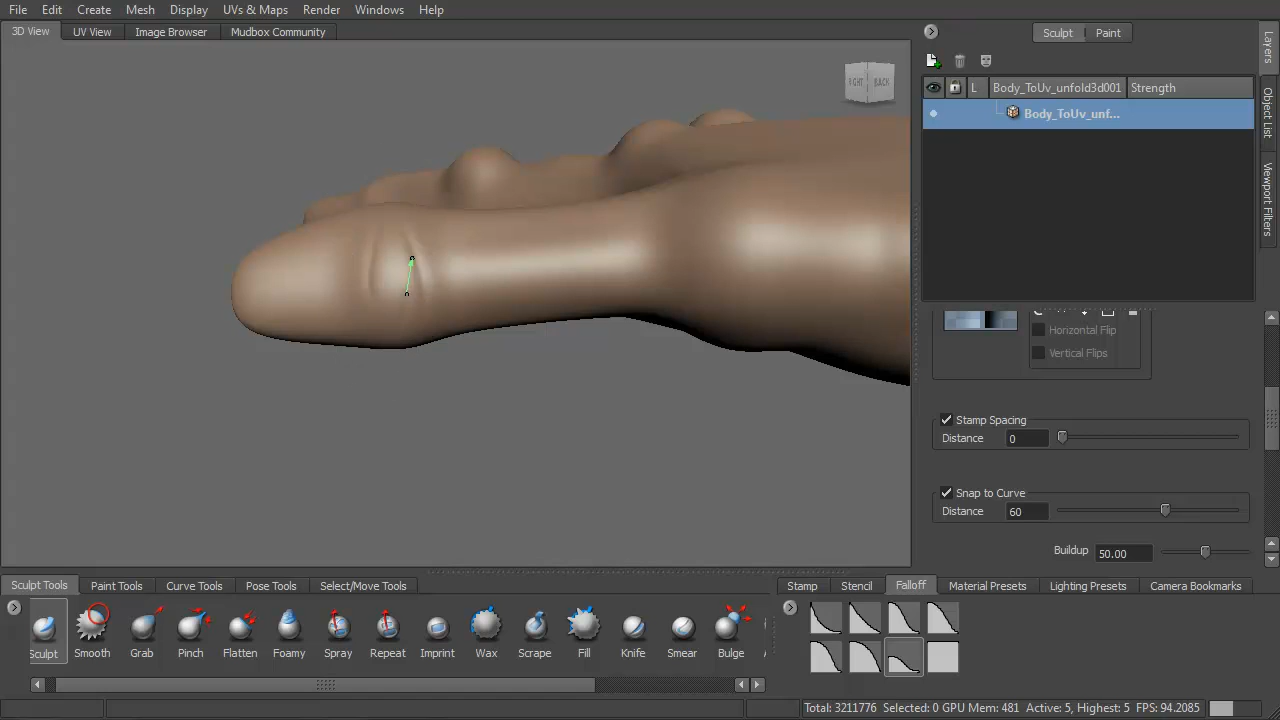 File Edit Create Mesh Display UVs & Maps Render Windows Help
3D View UV View Image Browser Mudbox Community
Sculpt Paint
BACK
L Body_ToUv_unfold3d001 Strength
Body_ToUv_unf...
Layers
Object List
Viewport Filters
Horizontal Flip
Vertical Flips
Stamp Spacing
Distance 0
Snap to Curve
Distance 60
Buildup 50.00
Sculpt Tools Paint Tools Curve Tools Pose Tools Select/Move Tools
Stamp Stencil Falloff Material Presets Lighting Presets Camera Bookmarks
Sculpt Smooth Grab Pinch Flatten Foamy Spray Repeat Imprint Wax Scrape Fill Knife Smear Bulge
Total: 3211776 Selected: 0 GPU Mem: 481 Active: 5, Highest: 5 FPS: 94.2085